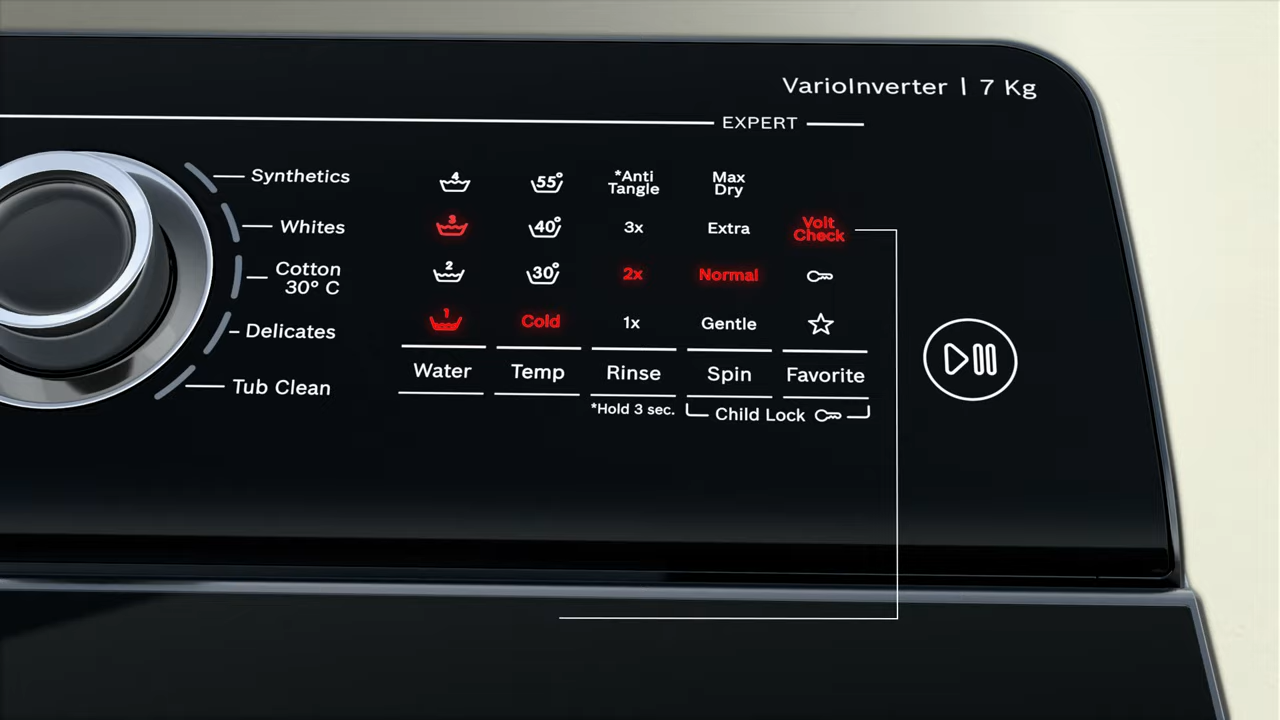 VarioInverter | 7 Kg
EXPERT
Synthetics
Whites
Cotton
30° C
Delicates
Tub Clean
4 55° *Anti Tangle Max Dry
3 40° 3x Extra Volt Check
2 30° 2x Normal
1 Cold 1x Gentle
Water Temp Rinse Spin Favorite
*Hold 3 sec. Child Lock